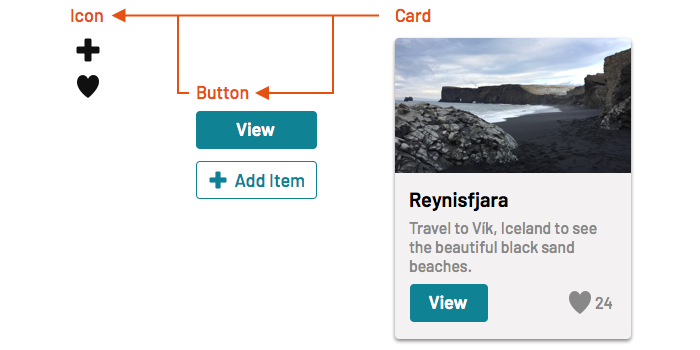 Icon
Card
Button
View
Add Item
Reynisfjara
Travel to Vík, Iceland to see
the beautiful black sand
beaches.
View
24